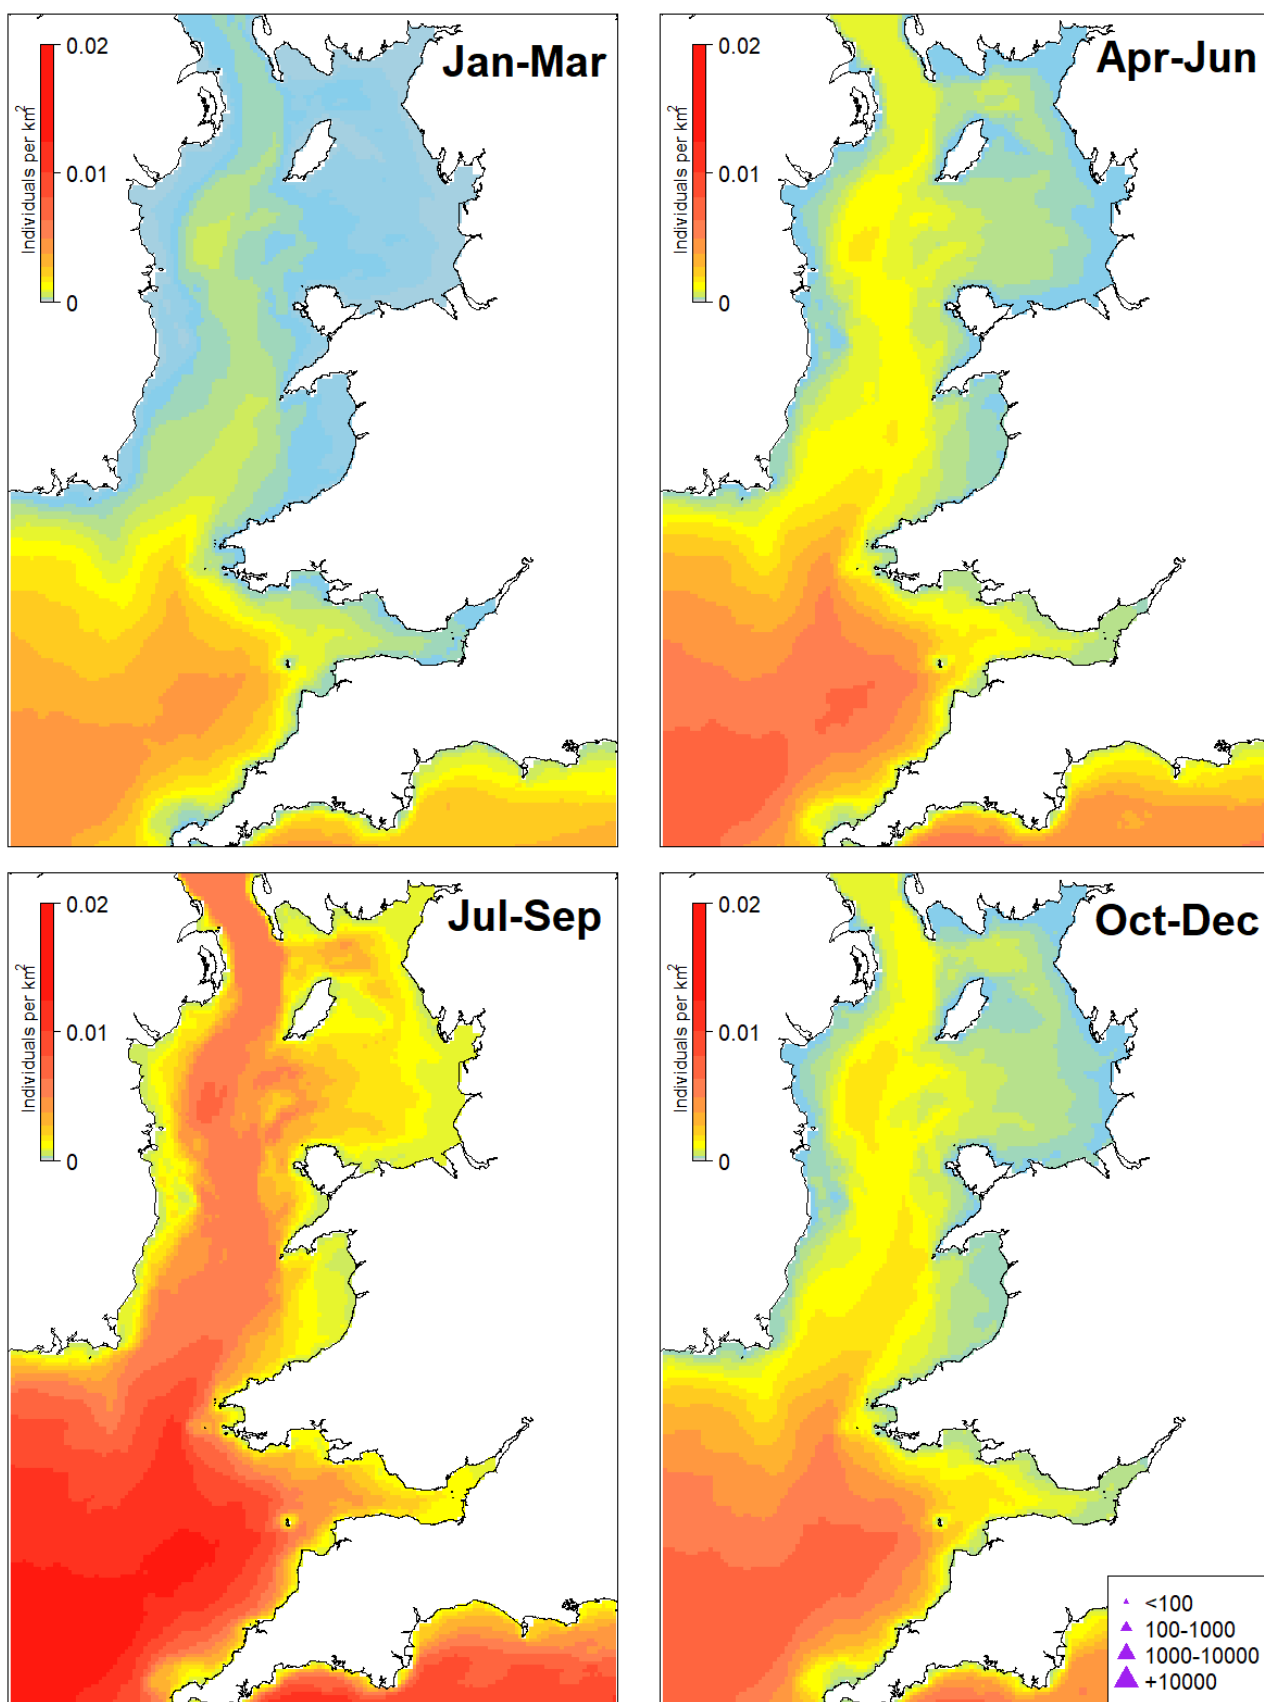 Jan-Mar
0.02
0.01
0
Individuals per km²
Apr-Jun
0.02
0.01
0
Individuals per km²
Jul-Sep
0.02
0.01
0
Individuals per km²
Oct-Dec
0.02
0.01
0
Individuals per km²
<100
100-1000
1000-10000
+10000